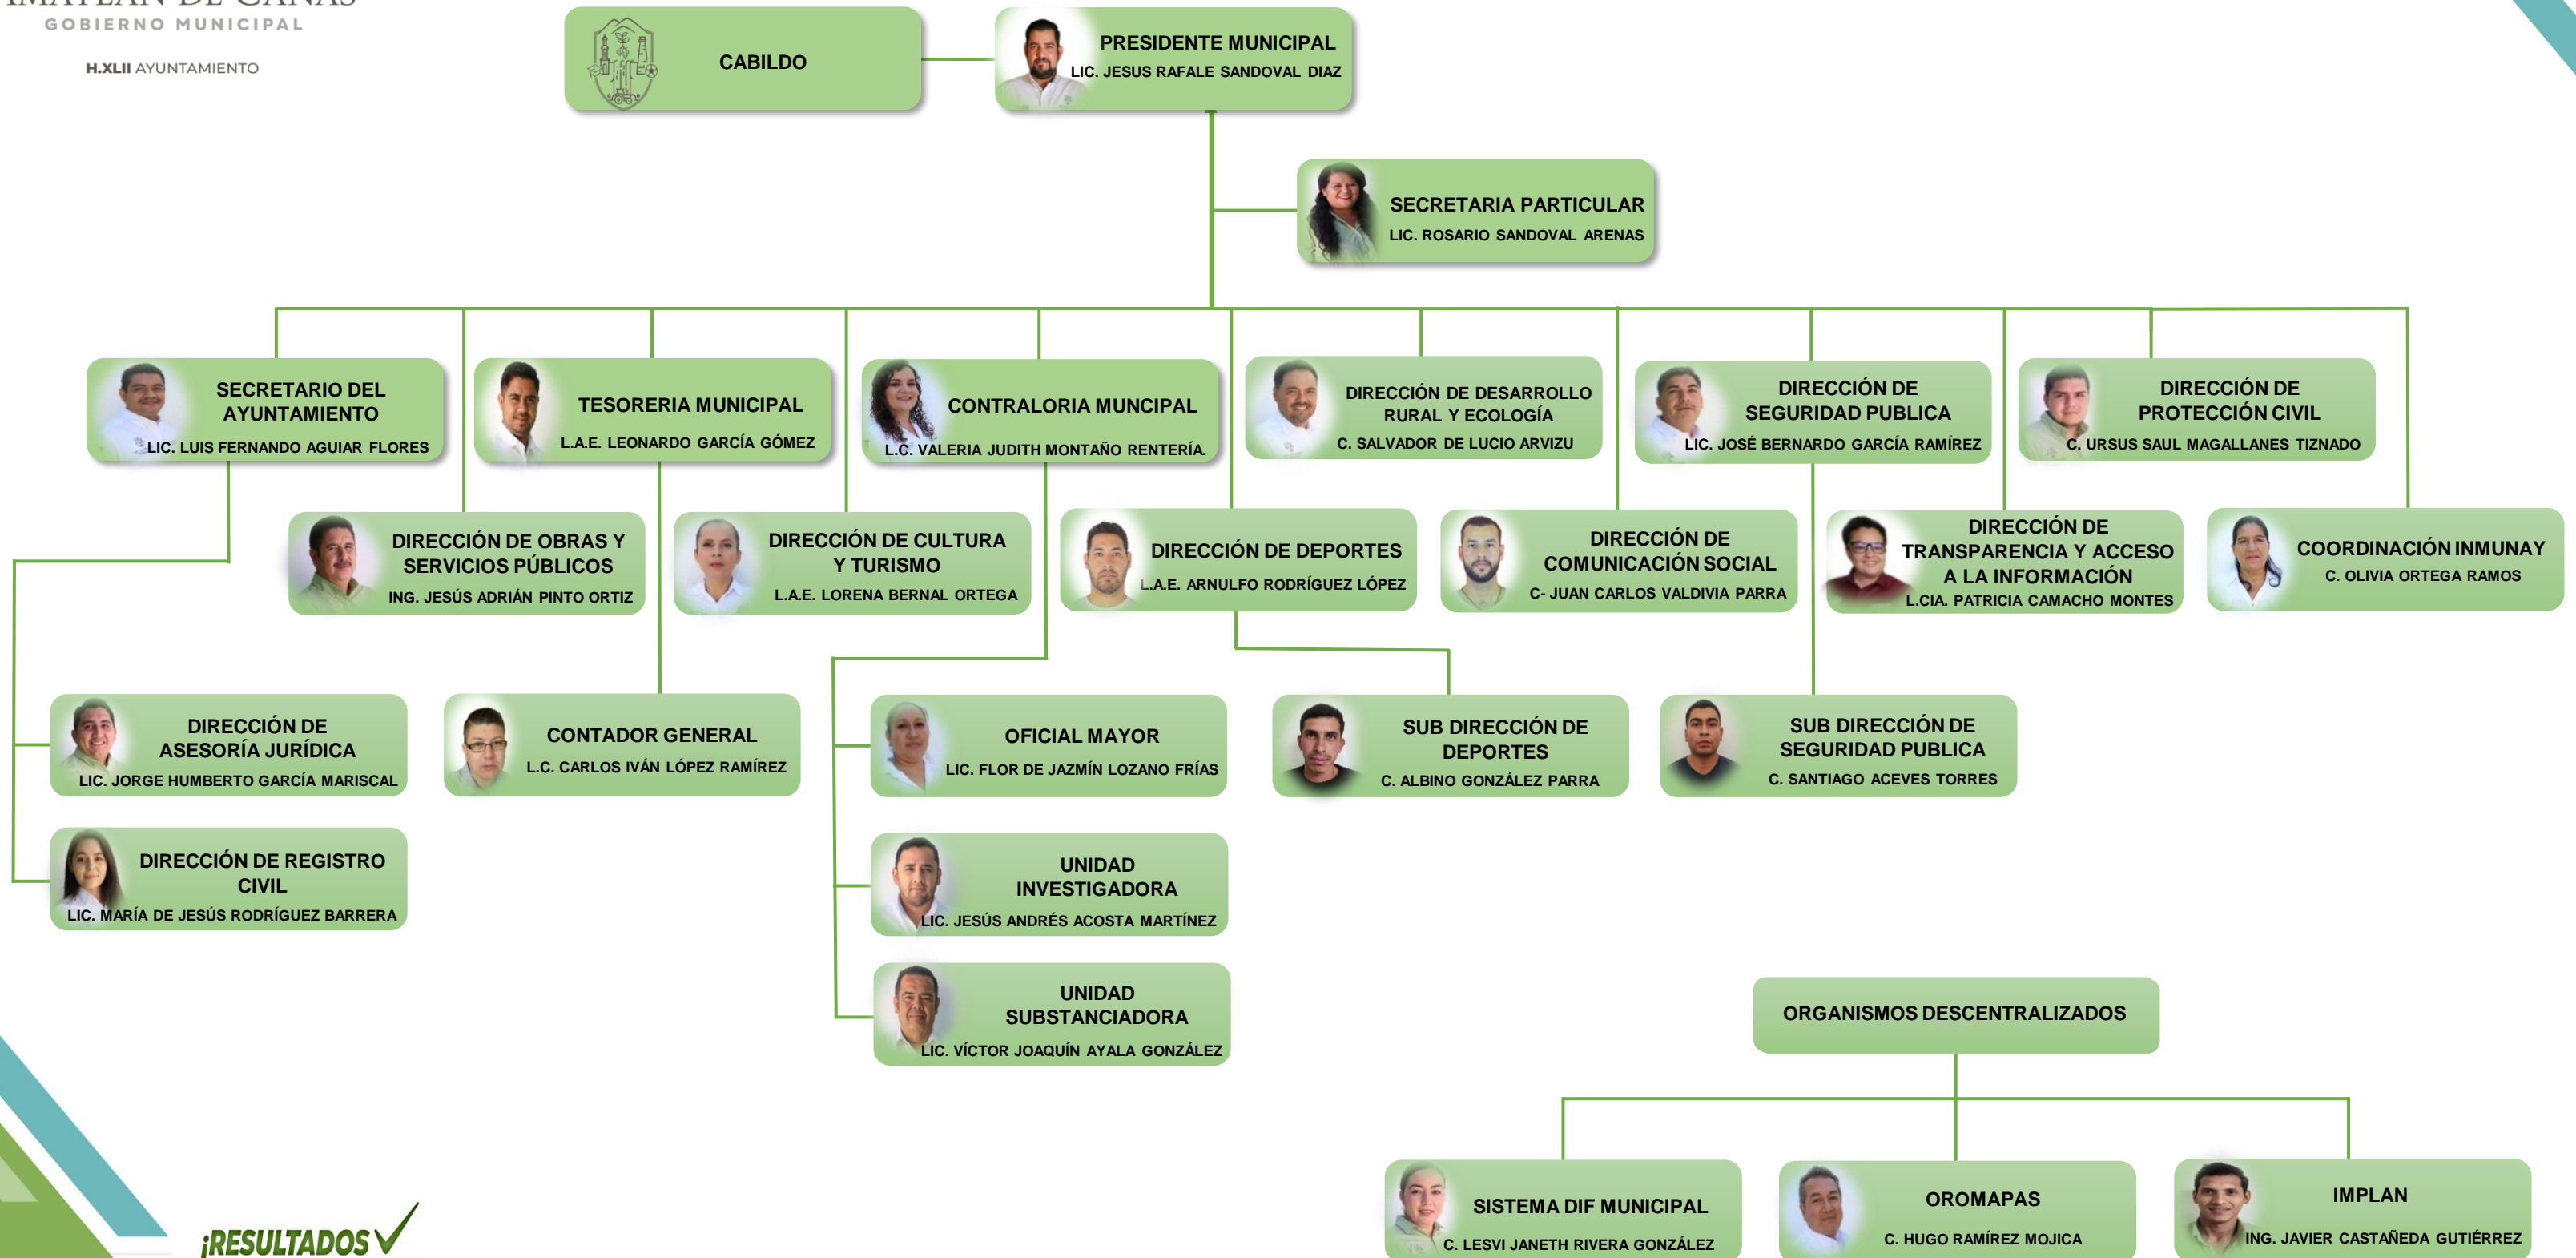 AMATLÁN DE CAÑAS
GOBIERNO MUNICIPAL
H.XLII AYUNTAMIENTO
CABILDO
PRESIDENTE MUNICIPAL
LIC. JESUS RAFALE SANDOVAL DIAZ
SECRETARIA PARTICULAR
LIC. ROSARIO SANDOVAL ARENAS
SECRETARIO DEL
AYUNTAMIENTO
LIC. LUIS FERNANDO AGUIAR FLORES
TESORERIA MUNICIPAL
L.A.E. LEONARDO GARCÍA GÓMEZ
CONTRALORIA MUNCIPAL
L.C. VALERIA JUDITH MONTAÑO RENTERÍA.
DIRECCIÓN DE DESARROLLO
RURAL Y ECOLOGÍA
C. SALVADOR DE LUCIO ARVIZU
DIRECCIÓN DE
SEGURIDAD PUBLICA
LIC. JOSÉ BERNARDO GARCÍA RAMÍREZ
DIRECCIÓN DE
PROTECCIÓN CIVIL
C. URSUS SAUL MAGALLANES TIZNADO
DIRECCIÓN DE OBRAS Y
SERVICIOS PÚBLICOS
ING. JESÚS ADRIÁN PINTO ORTIZ
DIRECCIÓN DE CULTURA
Y TURISMO
L.A.E. LORENA BERNAL ORTEGA
DIRECCIÓN DE DEPORTES
L.A.E. ARNULFO RODRÍGUEZ LÓPEZ
DIRECCIÓN DE
COMUNICACIÓN SOCIAL
C- JUAN CARLOS VALDIVIA PARRA
DIRECCIÓN DE
TRANSPARENCIA Y ACCESO
A LA INFORMACIÓN
L.CIA. PATRICIA CAMACHO MONTES
COORDINACIÓN INMUNAY
C. OLIVIA ORTEGA RAMOS
DIRECCIÓN DE
ASESORÍA JURÍDICA
LIC. JORGE HUMBERTO GARCÍA MARISCAL
CONTADOR GENERAL
L.C. CARLOS IVÁN LÓPEZ RAMÍREZ
OFICIAL MAYOR
LIC. FLOR DE JAZMÍN LOZANO FRÍAS
SUB DIRECCIÓN DE
DEPORTES
C. ALBINO GONZÁLEZ PARRA
SUB DIRECCIÓN DE
SEGURIDAD PUBLICA
C. SANTIAGO ACEVES TORRES
DIRECCIÓN DE REGISTRO
CIVIL
LIC. MARÍA DE JESÚS RODRÍGUEZ BARRERA
UNIDAD
INVESTIGADORA
LIC. JESÚS ANDRÉS ACOSTA MARTÍNEZ
UNIDAD
SUBSTANCIADORA
LIC. VÍCTOR JOAQUÍN AYALA GONZÁLEZ
ORGANISMOS DESCENTRALIZADOS
SISTEMA DIF MUNICIPAL
C. LESVI JANETH RIVERA GONZÁLEZ
OROMAPAS
C. HUGO RAMÍREZ MOJICA
IMPLAN
ING. JAVIER CASTAÑEDA GUTIÉRREZ
¡RESULTADOS